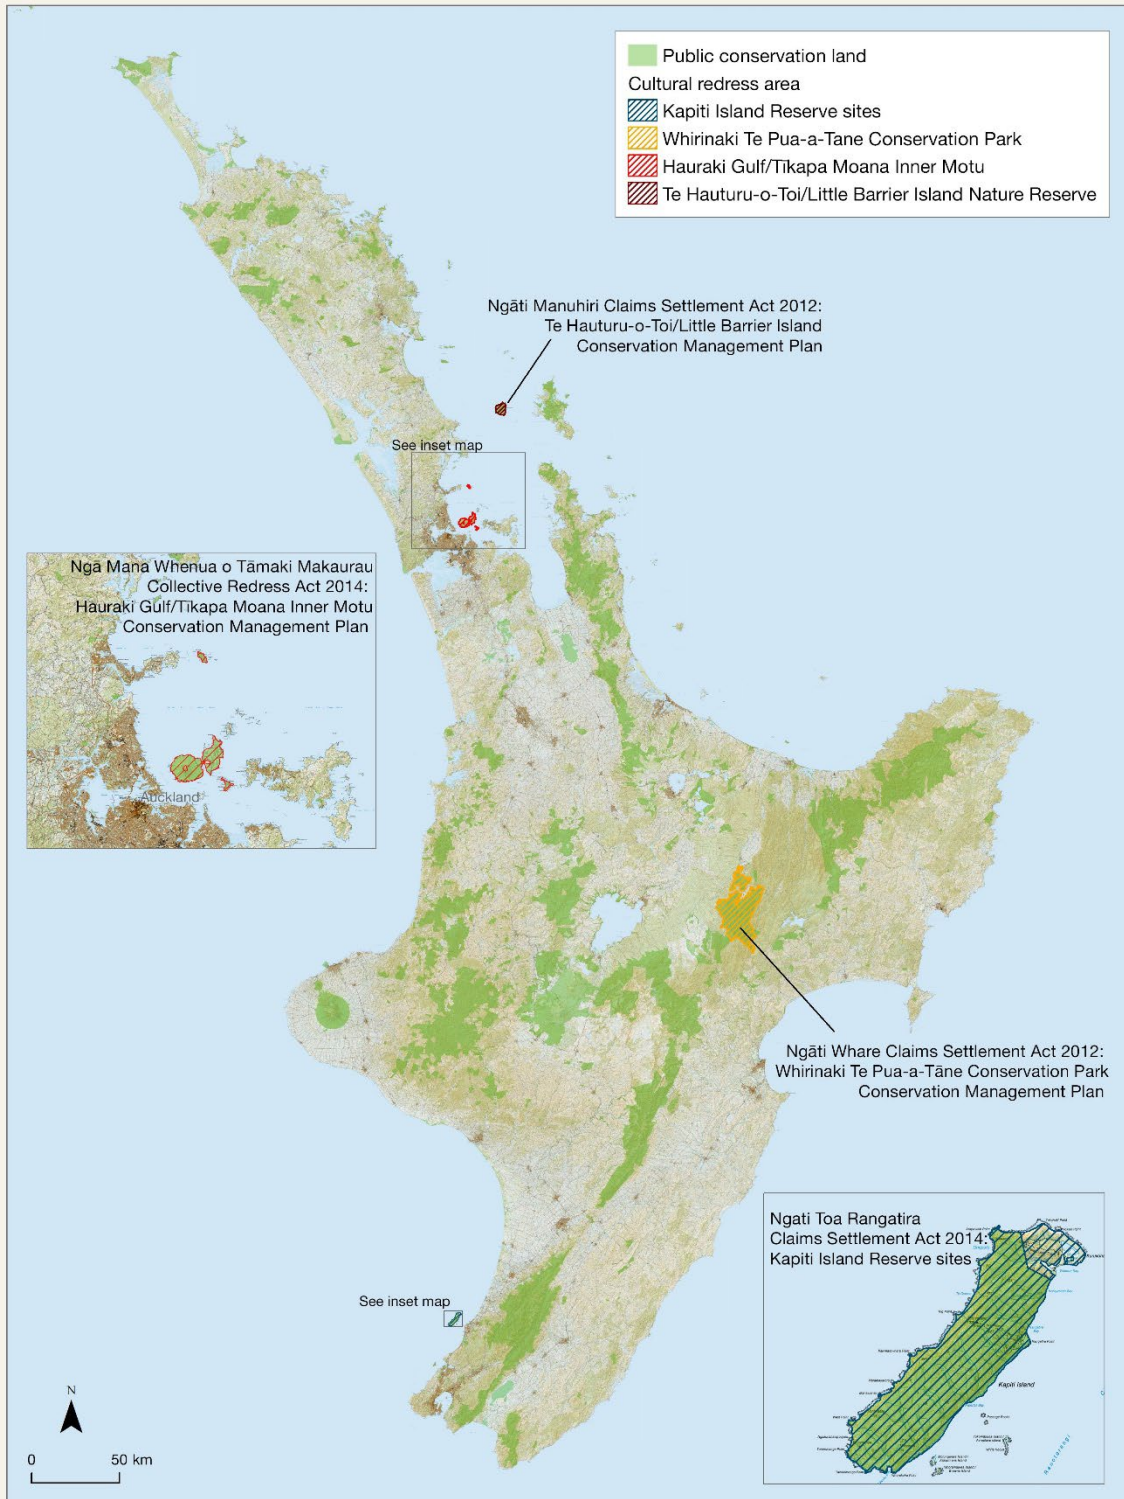 Public conservation land
Cultural redress area
Kapiti Island Reserve sites
Whirinaki Te Pua-a-Tane Conservation Park
Hauraki Gulf/Tīkapa Moana Inner Motu
Te Hauturu-o-Toi/Little Barrier Island Nature Reserve
Ngāti Manuhiri Claims Settlement Act 2012:
Te Hauturu-o-Toi/Little Barrier Island
Conservation Management Plan
See inset map
Ngā Mana Whenua o Tāmaki Makaurau
Collective Redress Act 2014:
Hauraki Gulf/Tīkapa Moana Inner Motu
Conservation Management Plan
Auckland
Ngāti Whare Claims Settlement Act 2012:
Whirinaki Te Pua-a-Tāne Conservation Park
Conservation Management Plan
Ngati Toa Rangatira
Claims Settlement Act 2014:
Kapiti Island Reserve sites
Kapiti Island
See inset map
N
0 50 km